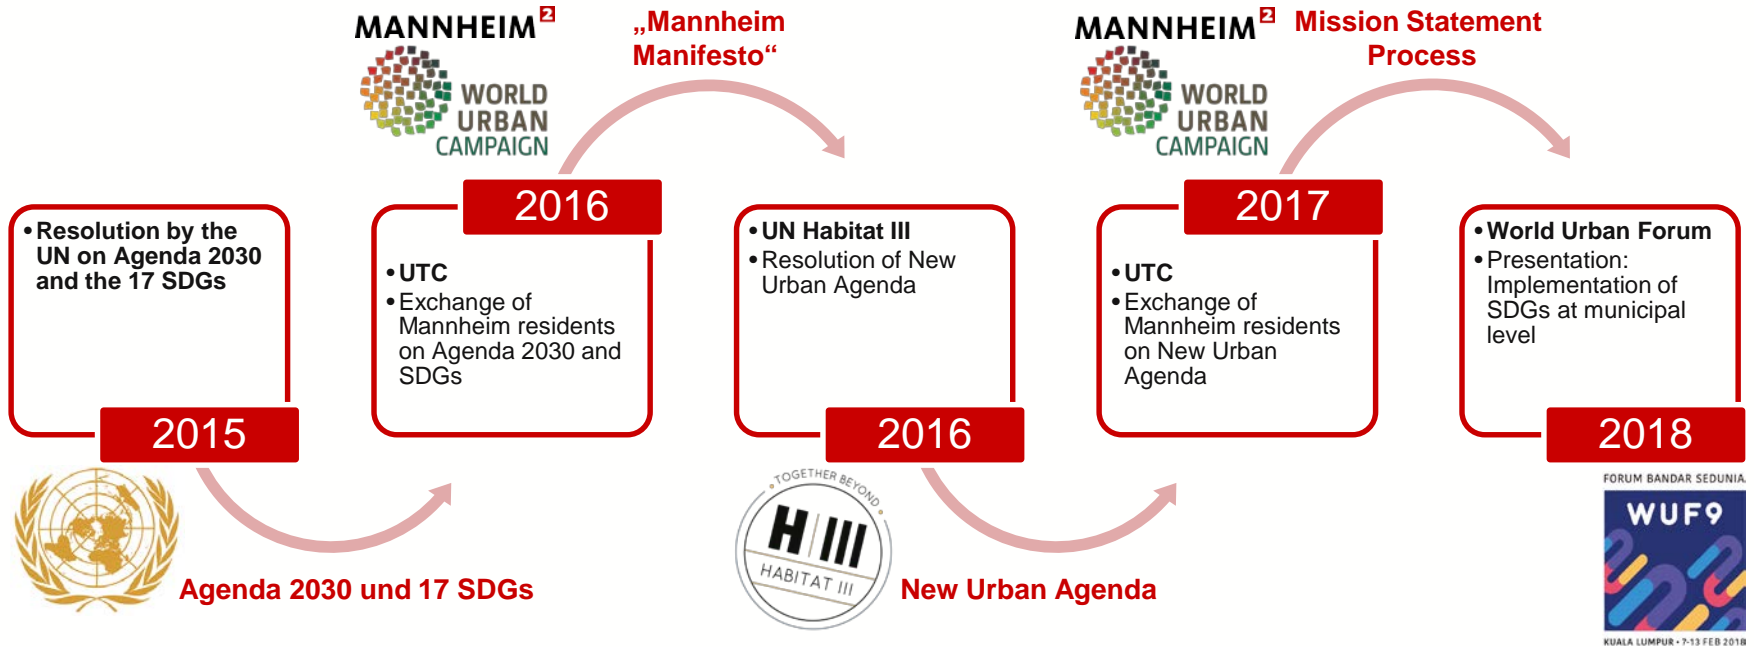 MANNHEIM²
WORLD
URBAN
CAMPAIGN
„Mannheim
Manifesto“
MANNHEIM²
WORLD
URBAN
CAMPAIGN
Mission Statement
Process
•Resolution by the
UN on Agenda 2030
and the 17 SDGs
2015
2016
•UTC
•Exchange of
Mannheim residents
on Agenda 2030 and
SDGs
•UN Habitat III
•Resolution of New
Urban Agenda
2016
2017
•UTC
•Exchange of
Mannheim residents
on New Urban
Agenda
•World Urban Forum
•Presentation:
Implementation of
SDGs at municipal
level
2018
Agenda 2030 und 17 SDGs
TOGETHER BEYOND
H III
HABITAT III
New Urban Agenda
FORUM BANDAR SEDUNIA
WUF9
KUALA LUMPUR • 7-13 FEB 2018